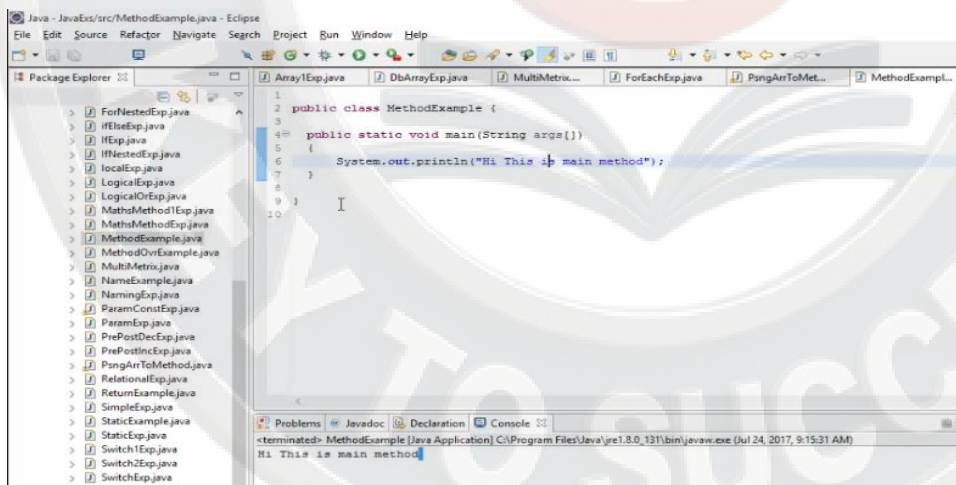 Java - JavaExs/src/MethodExample.java - Eclipse
File Edit Source Refactor Navigate Search Project Run Window Help
Package Explorer
Array1Exp.java DbArrayExp.java MultiMetrix.... ForEachExp.java PsngArrToMet... MethodExampl...
ForNestedExp.java
ifElseExp.java
IfExp.java
IfNestedExp.java
localExp.java
LogicalExp.java
LogicalOrExp.java
MathsMethod1Exp.java
MathsMethodExp.java
MethodExample.java
MethodOvrExample.java
MultiMetrix.java
NameExample.java
NamingExp.java
ParamConstExp.java
ParamExp.java
PrePostDecExp.java
PrePostIncExp.java
PsngArrToMethod.java
RelationalExp.java
ReturnExample.java
SimpleExp.java
StaticExample.java
StaticExp.java
Switch1Exp.java
Switch2Exp.java
SwitchExp.java
1
2 public class MethodExample {
3
4 public static void main(String args[])
5 {
6 System.out.println("Hi This is main method");
7 }
8
9 }
10
Problems Javadoc Declaration Console
<terminated> MethodExample [Java Application] C:\Program Files\Java\jre1.8.0_131\bin\javaw.exe (Jul 24, 2017, 9:15:31 AM)
Hi This is main method
TO SUCC